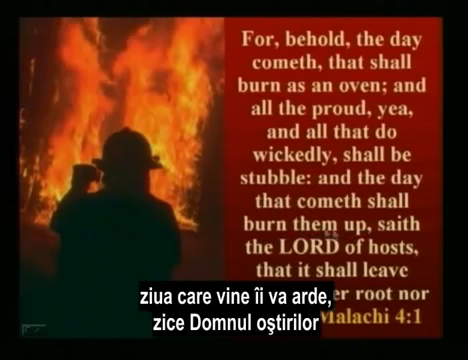 For, behold, the day
cometh, that shall
burn as an oven; and
all the proud, yea,
and all that do
wickedly, shall be
stubble: and the day
that cometh shall
burn them up, saith
the LORD of hosts,
that it shall leave
er root nor
Malachi 4:1
ziua care vine îi va arde,
zice Domnul oştirilor